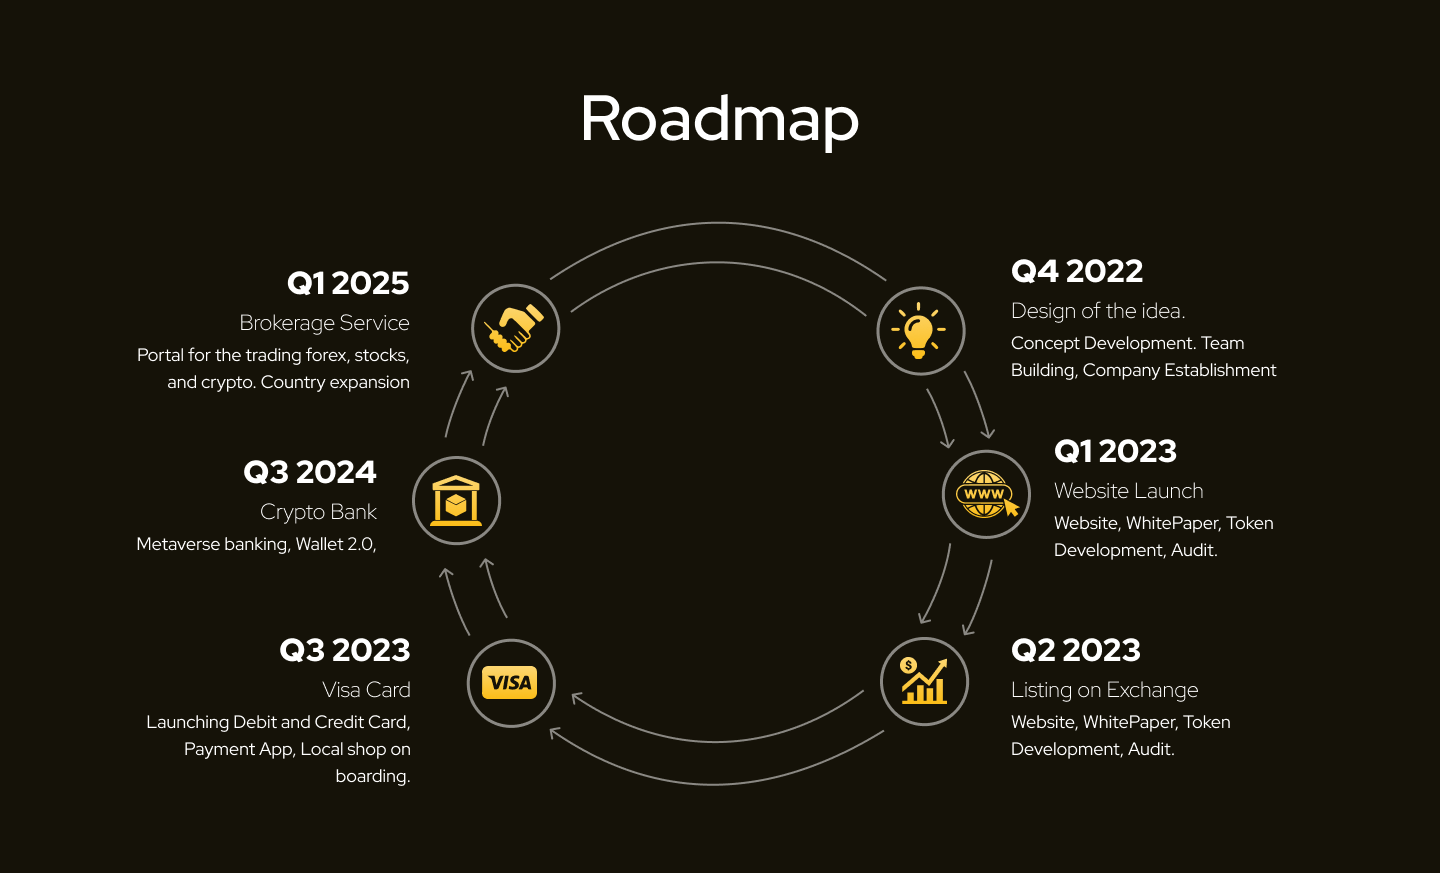 Roadmap
Q4 2022
Design of the idea.
Concept Development. Team
Building, Company Establishment
Q1 2023
Website Launch
Website, WhitePaper, Token
Development, Audit.
WWW
Q2 2023
Listing on Exchange
Website, WhitePaper, Token
Development, Audit.
$
Q3 2023
Visa Card
Launching Debit and Credit Card,
Payment App, Local shop on
boarding.
VISA
Q3 2024
Crypto Bank
Metaverse banking, Wallet 2.0,
Q1 2025
Brokerage Service
Portal for the trading forex, stocks,
and crypto. Country expansion